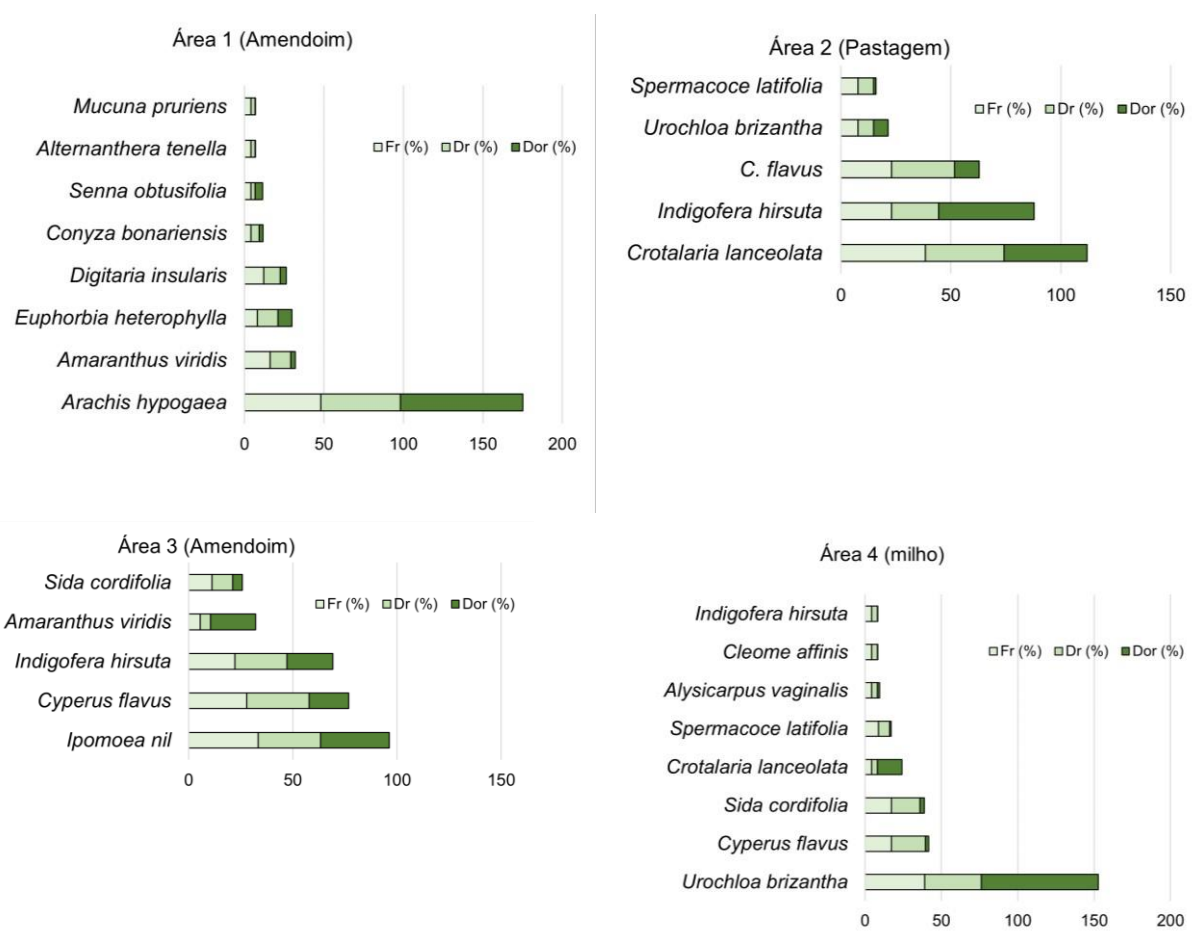 Área 1 (Amendoim)
Mucuna pruriens
Alternanthera tenella
Senna obtusifolia
Conyza bonariensis
Digitaria insularis
Euphorbia heterophylla
Amaranthus viridis
Arachis hypogaea
Fr (%) Dr (%) Dor (%)
0 50 100 150 200
Área 2 (Pastagem)
Spermacoce latifolia
Urochloa brizantha
C. flavus
Indigofera hirsuta
Crotalaria lanceolata
Fr (%) Dr (%) Dor (%)
0 50 100 150
Área 3 (Amendoim)
Sida cordifolia
Amaranthus viridis
Indigofera hirsuta
Cyperus flavus
Ipomoea nil
Fr (%) Dr (%) Dor (%)
0 50 100 150
Área 4 (milho)
Indigofera hirsuta
Cleome affinis
Alysicarpus vaginalis
Spermacoce latifolia
Crotalaria lanceolata
Sida cordifolia
Cyperus flavus
Urochloa brizantha
Fr (%) Dr (%) Dor (%)
0 50 100 150 200